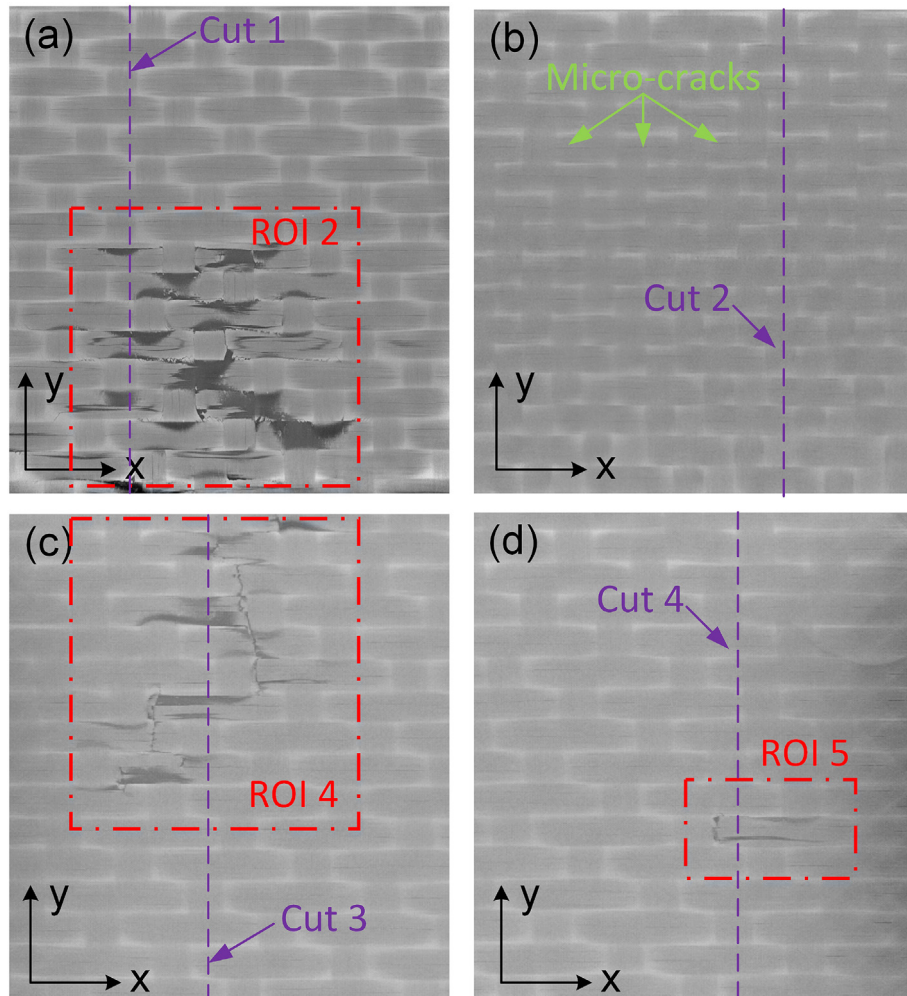 (a)
Cut 1
ROI 2
y
x
(b)
Micro-cracks
Cut 2
y
x
(c)
ROI 4
y
Cut 3
x
(d)
Cut 4
ROI 5
y
x